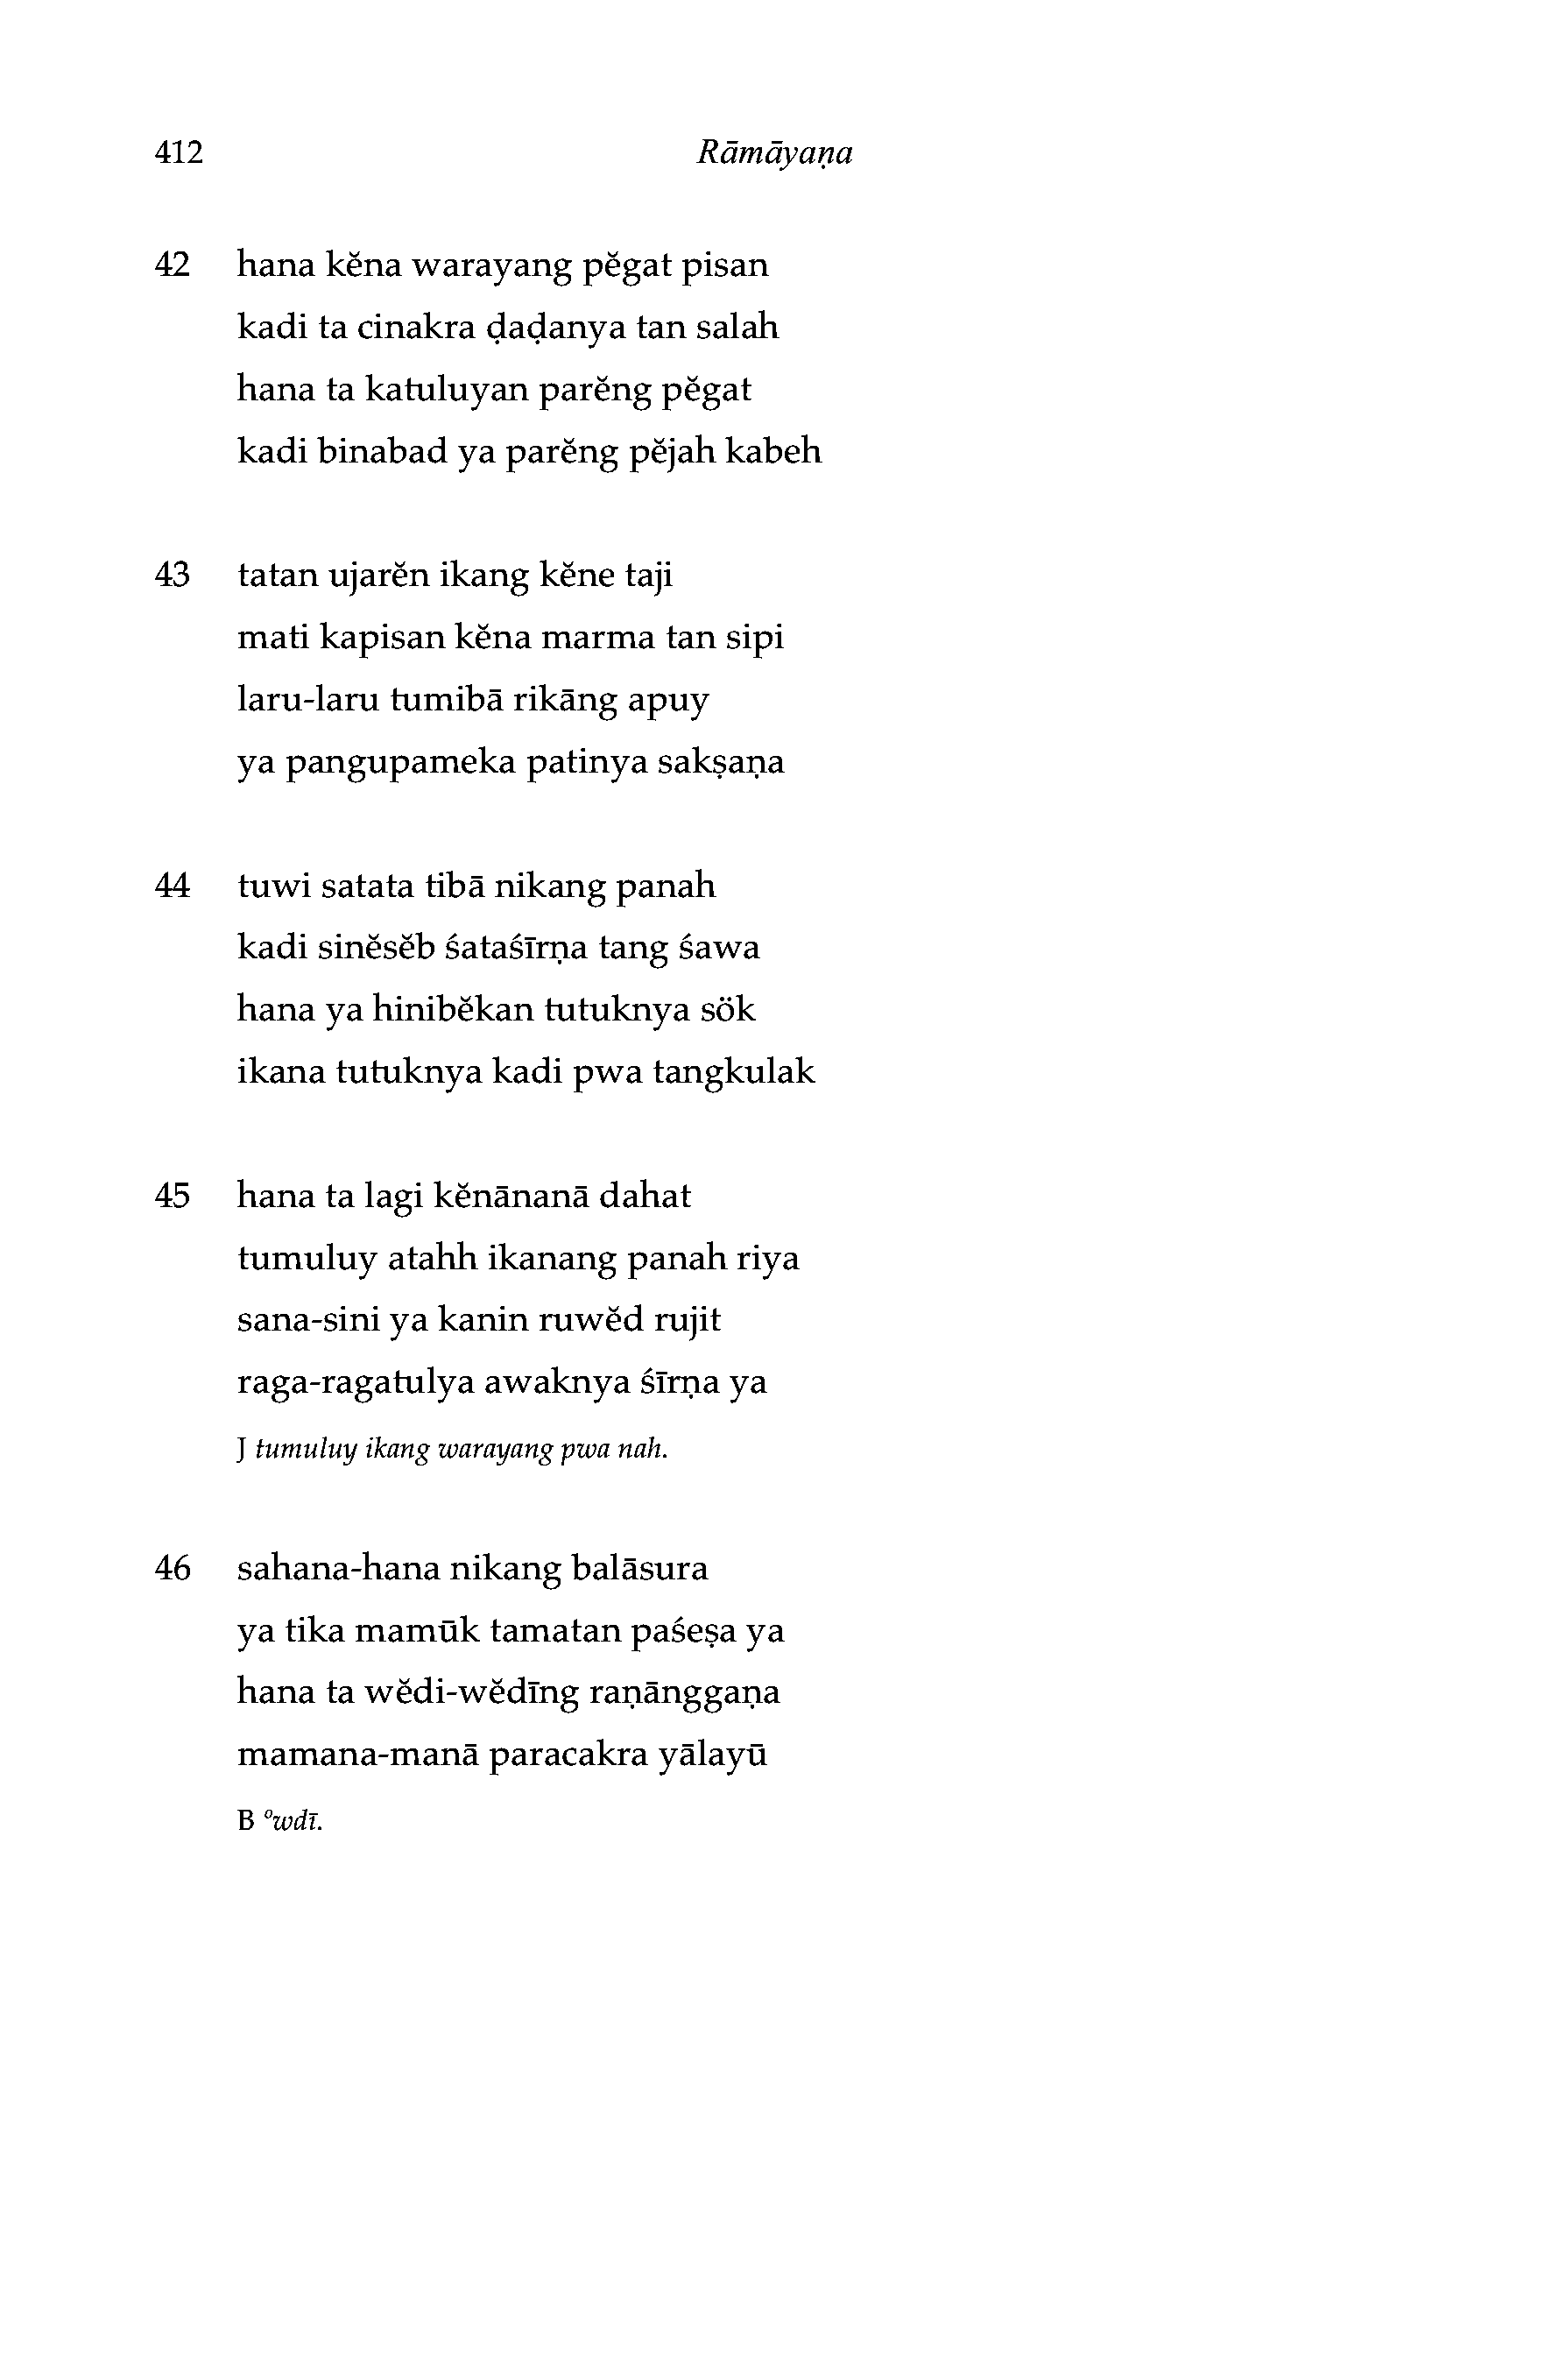 412 Rāmāyaṇa
42 hana kĕna warayang pĕgat pisan
kadi ta cinakra ḍaḍanya tan salah
hana ta katuluyan parĕng pĕgat
kadi binabad ya parĕng pĕjah kabeh
43 tatan ujarĕn ikang kĕne taji
mati kapisan kĕna marma tan sipi
laru-laru tumibā rikāng apuy
ya pangupameka patinya sakṣaṇa
44 tuwi satata tibā nikang panah
kadi sinĕsĕb śataśīrṇa tang śawa
hana ya hinibĕkan tutuknya sök
ikana tutuknya kadi pwa tangkulak
45 hana ta lagi kĕnānanā dahat
tumuluy atahh ikanang panah riya
sana-sini ya kanin ruwĕd rujit
raga-ragatulya awaknya śīrṇa ya
J tumuluy ikang warayang pwa nah.
46 sahana-hana nikang balāsura
ya tika mamūk tamatan paśeṣa ya
hana ta wĕdi-wĕdīng raṇānggaṇa
mamana-manā paracakra yālayū
B °wdī.